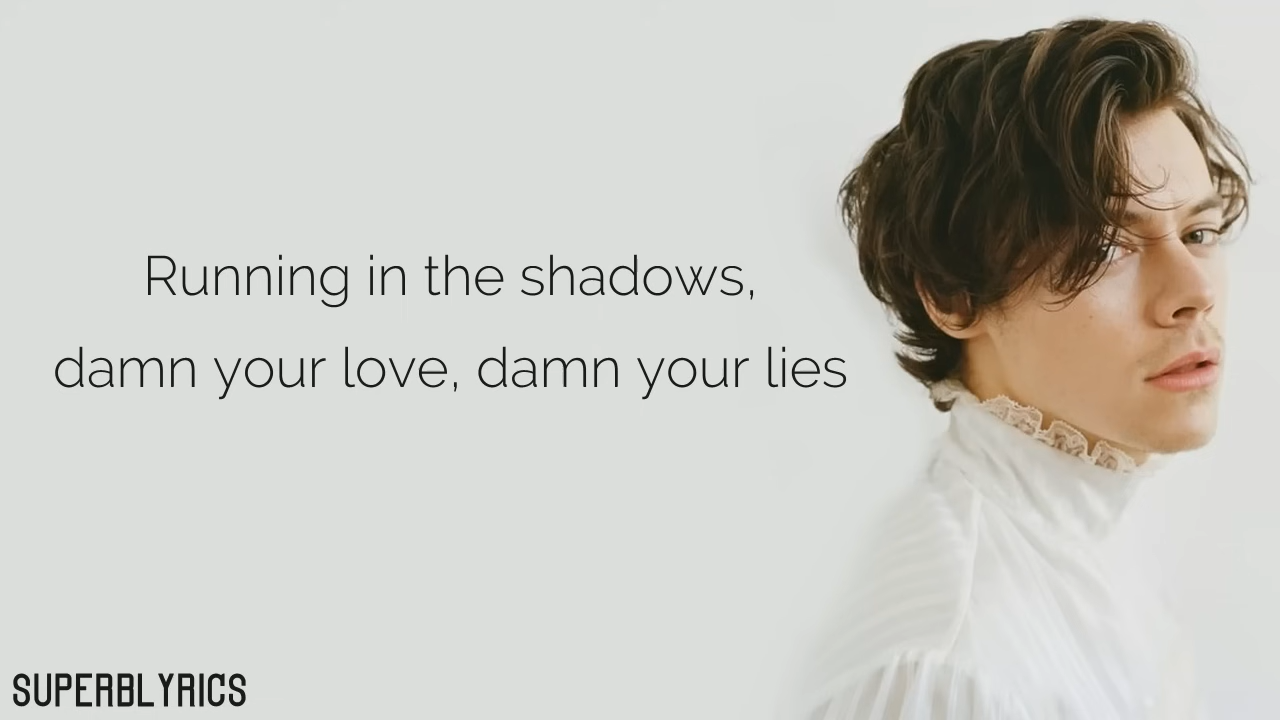 Running in the shadows,
damn your love, damn your lies
SUPERBLYRICS